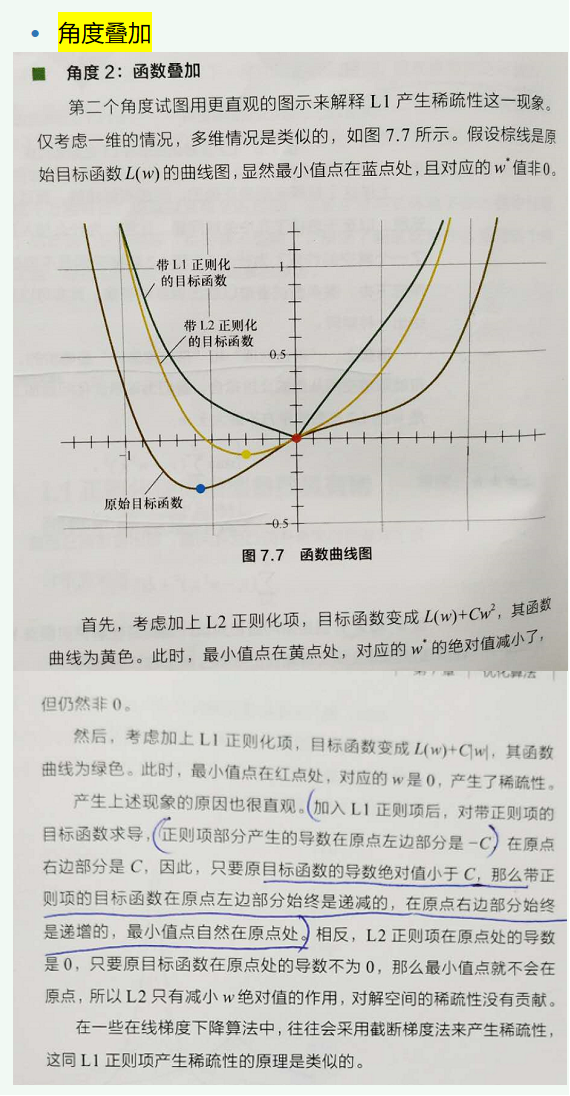 角度叠加
角度2：函数叠加
第二个角度试图用更直观的图示来解释 L1 产生稀疏性这一现象。
仅考虑一维的情况，多维情况是类似的，如图 7.7 所示。假设棕线是原
始目标函数 L(w) 的曲线图，显然最小值点在蓝点处，且对应的 w* 值非0。
带 L1 正则化
的目标函数
1
带 L2 正则化
的目标函数
0.5
-1
1
原始目标函数
-0.5
图 7.7 函数曲线图
首先，考虑加上 L2 正则化项，目标函数变成 L(w)+Cw²，其函数
曲线为黄色。此时，最小值点在黄点处，对应的 w* 的绝对值减小了，
第 7 章 优化算法
但仍然非 0。
然后，考虑加上 L1 正则化项，目标函数变成 L(w)+C|w|，其函数
曲线为绿色。此时，最小值点在红点处，对应的 w 是 0，产生了稀疏性。
产生上述现象的原因也很直观。加入 L1 正则项后，对带正则项的
目标函数求导，正则项部分产生的导数在原点左边部分是 −C，在原点
右边部分是 C，因此，只要原目标函数的导数绝对值小于 C，那么带正
则项的目标函数在原点左边部分始终是递减的，在原点右边部分始终
是递增的，最小值点自然在原点处。相反，L2 正则项在原点处的导数
是 0，只要原目标函数在原点处的导数不为 0，那么最小值点就不会在
原点，所以 L2 只有减小 w 绝对值的作用，对解空间的稀疏性没有贡献。
在一些在线梯度下降算法中，往往会采用截断梯度法来产生稀疏性，
这同 L1 正则项产生稀疏性的原理是类似的。